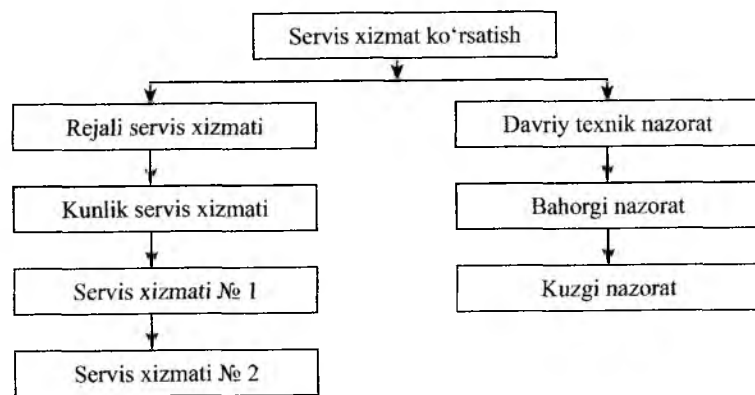 Servis xizmat ko‘rsatish
Rejali servis xizmati
Davriy texnik nazorat
Kunlik servis xizmati
Bahorgi nazorat
Servis xizmati № 1
Kuzgi nazorat
Servis xizmati № 2